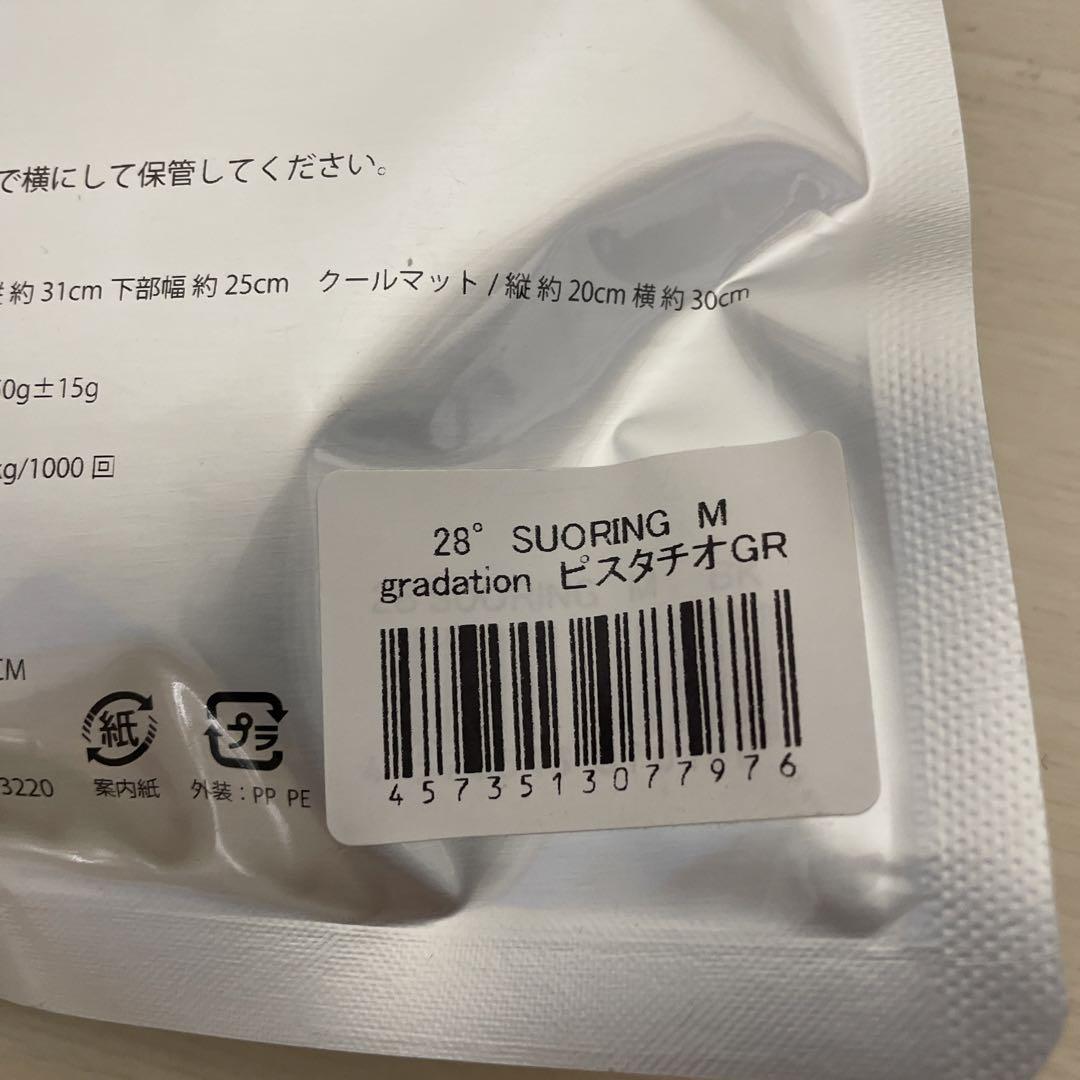 で横にして保管してください。
約 31cm 下部幅 約 25cm クールマット / 縦 約 20cm 横 約 30cm
0g±15g
kg/1000 回
28° SUORING M
gradation ピスタチオGR
CM
紙
プラ
3220 案内紙 外装：PP PE
4573513077976